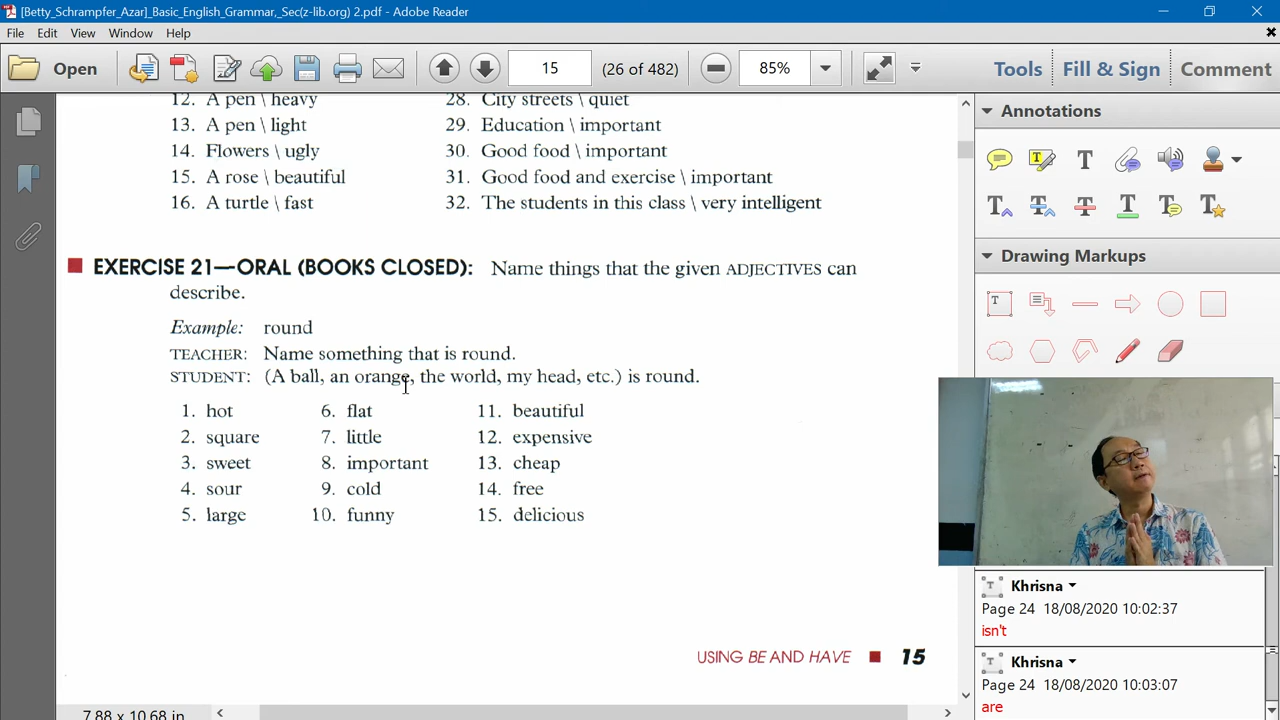 [Betty_Schrampfer_Azar]_Basic_English_Grammar,_Sec(z-lib.org) 2.pdf - Adobe Reader
File Edit View Window Help
Open 15 (26 of 482) 85% Tools Fill & Sign Comment
12. A pen \ heavy 28. City streets \ quiet
13. A pen \ light 29. Education \ important
14. Flowers \ ugly 30. Good food \ important
15. A rose \ beautiful 31. Good food and exercise \ important
16. A turtle \ fast 32. The students in this class \ very intelligent
EXERCISE 21—ORAL (BOOKS CLOSED): Name things that the given ADJECTIVES can
describe.
Example: round
TEACHER: Name something that is round.
STUDENT: (A ball, an orange, the world, my head, etc.) is round.
1. hot 6. flat 11. beautiful
2. square 7. little 12. expensive
3. sweet 8. important 13. cheap
4. sour 9. cold 14. free
5. large 10. funny 15. delicious
USING BE AND HAVE 15
7.88 x 10.68 in
Annotations
Drawing Markups
Khrisna
Page 24 18/08/2020 10:02:37
isn't
Khrisna
Page 24 18/08/2020 10:03:07
are